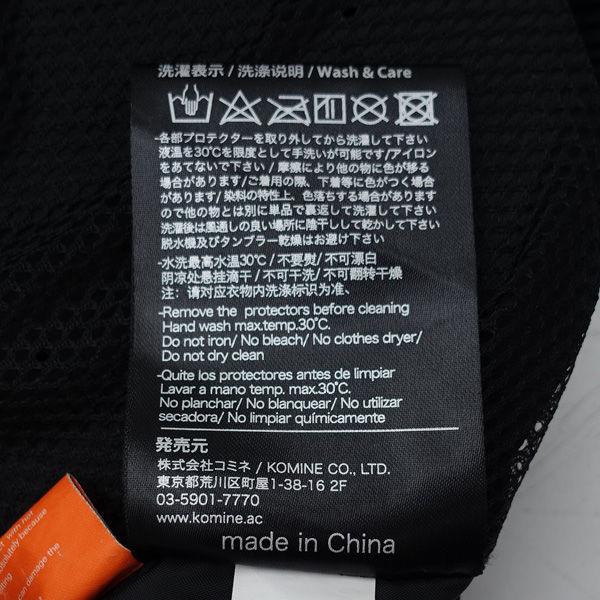 洗濯表示 / 洗涤说明 / Wash & Care
-各部プロテクターを取り外してから洗濯して下さい
液温を30℃を限度として手洗いが可能です/アイロン
をあてないで下さい / 摩擦により他の物に色が移る
場合があります/ご着用の際、下着等に色がつく場合
があります/ 染料の特性上、色落ちする場合があります
ので他の物とは別に単品で裏返して洗濯して下さい
洗濯後は風通しの良い場所に陰干しして乾かして下さい
脱水機及びタンブラー乾燥はお避け下さい
-水洗最高水温30℃/ 不要熨/ 不可漂白
阴凉处悬挂滴干/ 不可干洗/ 不可翻转干燥
注：请对应衣物内洗涤标识为准、
-Remove the protectors before cleaning
Hand wash max.temp.30℃.
Do not iron/ No bleach/ No clothes dryer/
Do not dry clean
-Quite los protectores antes de limpiar
Lavar a mano temp. max.30℃.
No planchar/ No blanquear/ No utilizar
secadora/ No limpiar químicamente
発売元
株式会社コミネ / KOMINE CO., LTD.
東京都荒川区町屋1-38-16 2F
03-5901-7770
www.komine.ac
made in China
with hot
absolutely because
can damage the